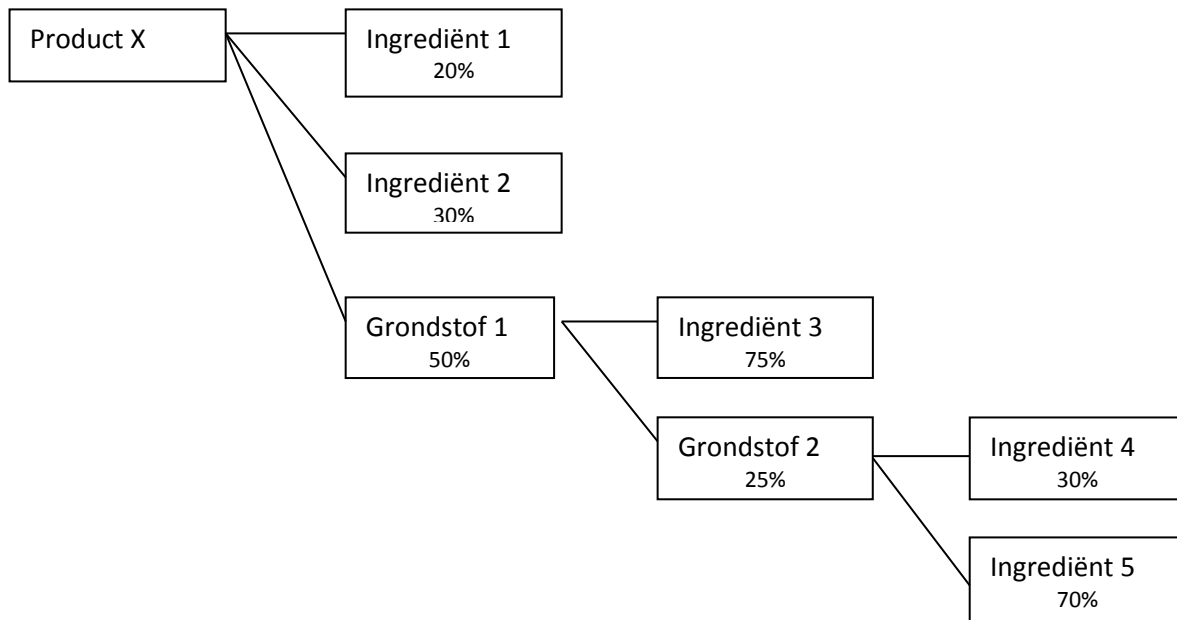 Product X
Ingrediënt 1
20%
Ingrediënt 2
30%
Grondstof 1
50%
Ingrediënt 3
75%
Grondstof 2
25%
Ingrediënt 4
30%
Ingrediënt 5
70%